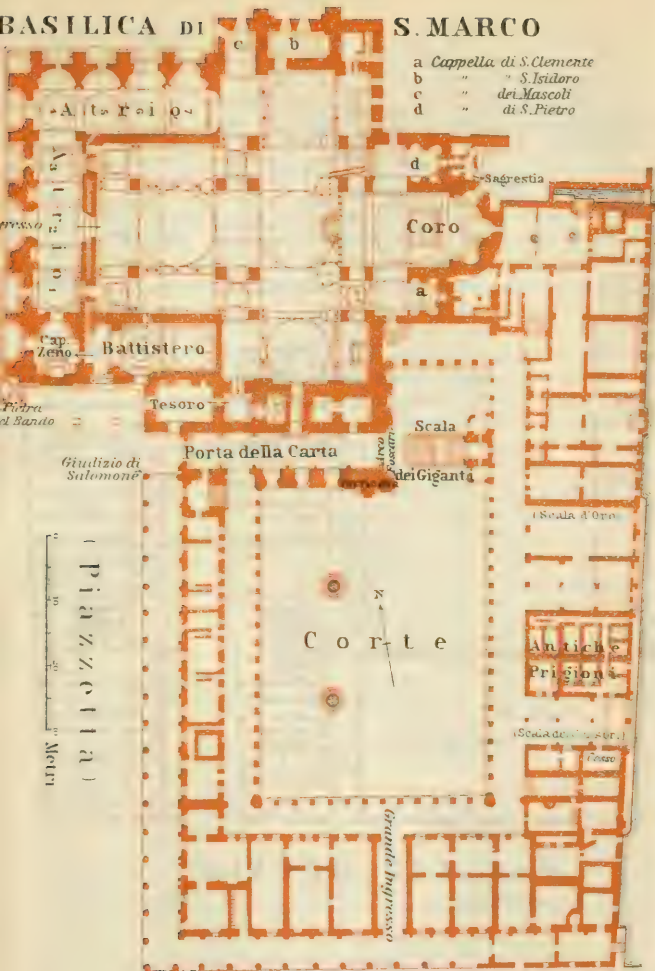 BASILICA DI S. MARCO
a Cappella di S. Clemente
b " " S. Isidoro
c " dei Mascoli
d " di S. Pietro
c
b
Atrio
Atrio
d
Sagrestia
Coro
a
Cap. Zeno
Battistero
Pietra
Tesoro
Porta della Carta
Arco Foscari
Scala
dei Giganti
Giudizio di
Salomone
(Scala d'Oro)
(Piazzetta)
N
Corte
Antiche
Prigioni
Metri
Grande Ingresso